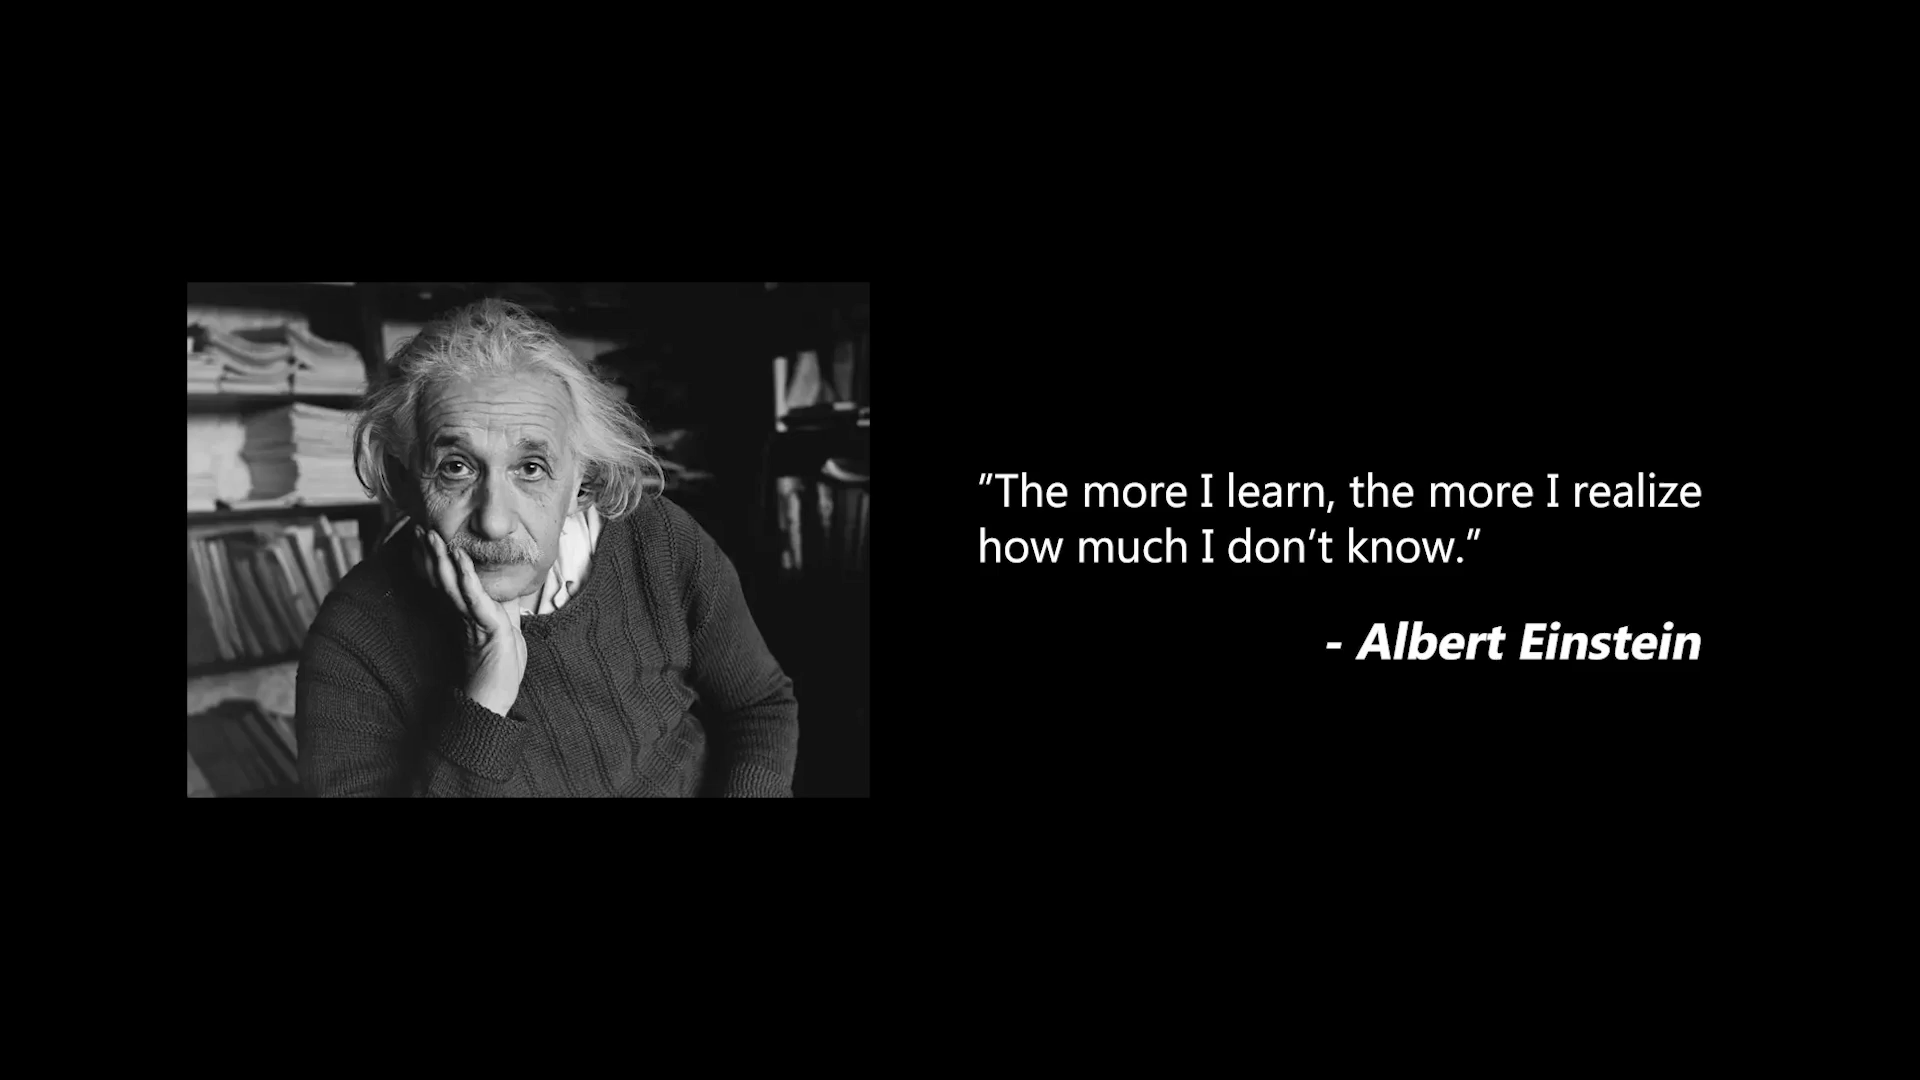 "The more I learn, the more I realize
how much I don’t know."
- Albert Einstein